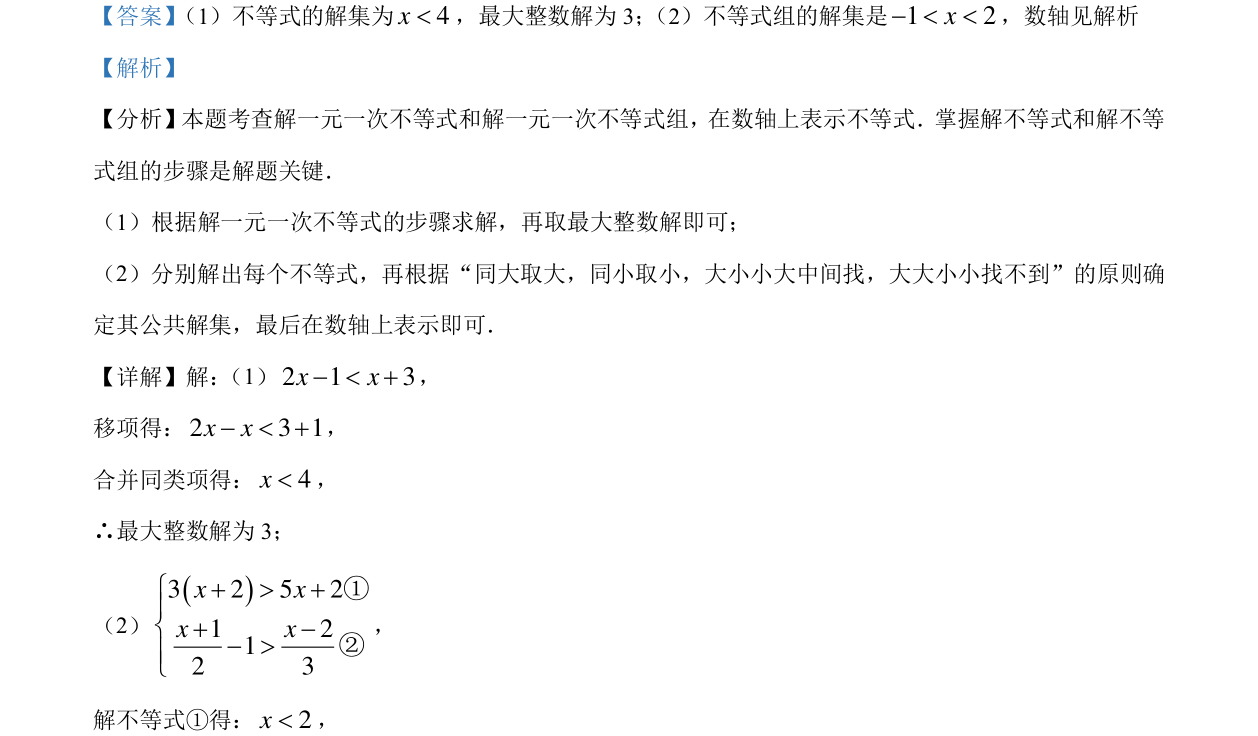 【答案】（1）不等式的解集为 x < 4，最大整数解为 3；（2）不等式组的解集是 −1 < x < 2，数轴见解析
【解析】
【分析】本题考查解一元一次不等式和解一元一次不等式组，在数轴上表示不等式．掌握解不等式和解不等
式组的步骤是解题关键．
（1）根据解一元一次不等式的步骤求解，再取最大整数解即可；
（2）分别解出每个不等式，再根据“同大取大，同小取小，大小小大中间找，大大小小找不到”的原则确
定其公共解集，最后在数轴上表示即可．
【详解】解：（1） 2x − 1 < x + 3，
移项得： 2x − x < 3 + 1，
合并同类项得： x < 4，
∴最大整数解为 3；
（2） { 3(x + 2) > 5x + 2①
(x + 1)/2 − 1 > (x − 2)/3 ② ，
解不等式①得： x < 2，